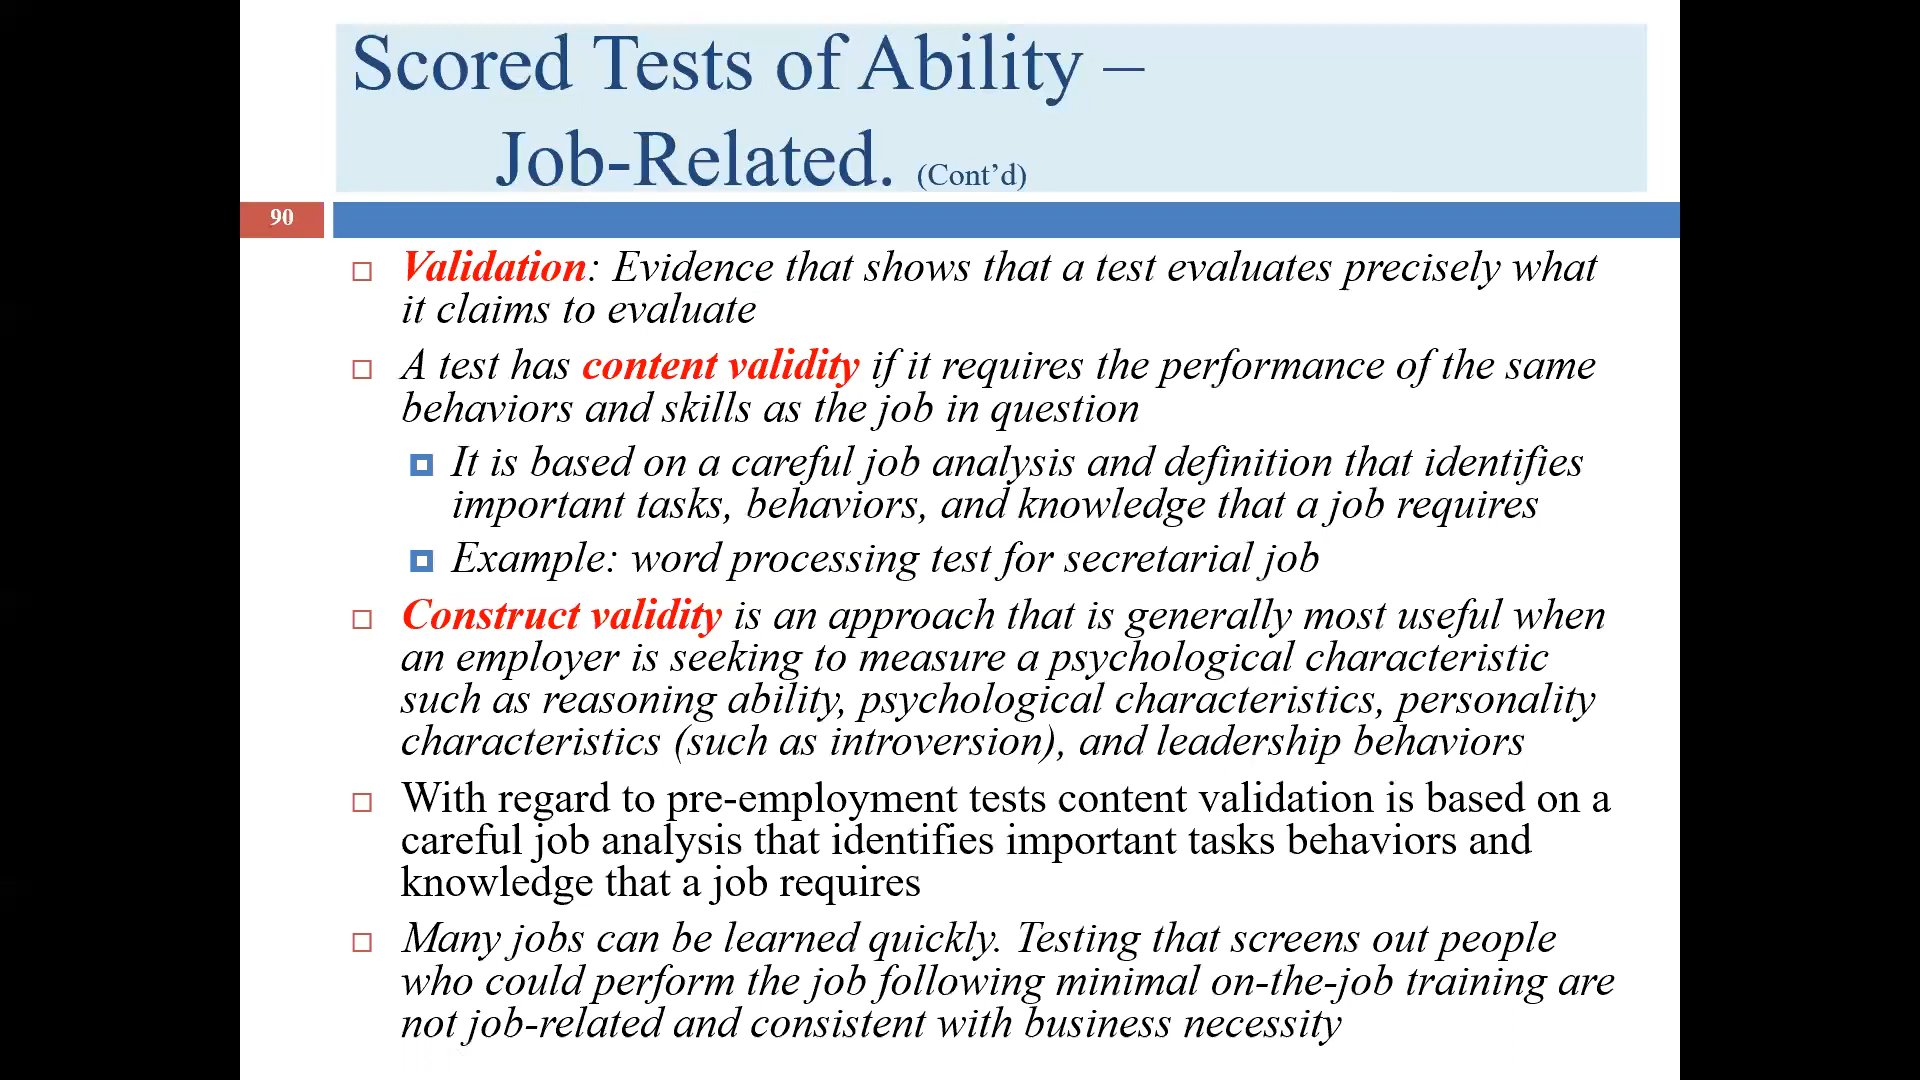 Scored Tests of Ability –
Job-Related. (Cont’d)
90
Validation: Evidence that shows that a test evaluates precisely what
it claims to evaluate
A test has content validity if it requires the performance of the same
behaviors and skills as the job in question
It is based on a careful job analysis and definition that identifies
important tasks, behaviors, and knowledge that a job requires
Example: word processing test for secretarial job
Construct validity is an approach that is generally most useful when
an employer is seeking to measure a psychological characteristic
such as reasoning ability, psychological characteristics, personality
characteristics (such as introversion), and leadership behaviors
With regard to pre-employment tests content validation is based on a
careful job analysis that identifies important tasks behaviors and
knowledge that a job requires
Many jobs can be learned quickly. Testing that screens out people
who could perform the job following minimal on-the-job training are
not job-related and consistent with business necessity